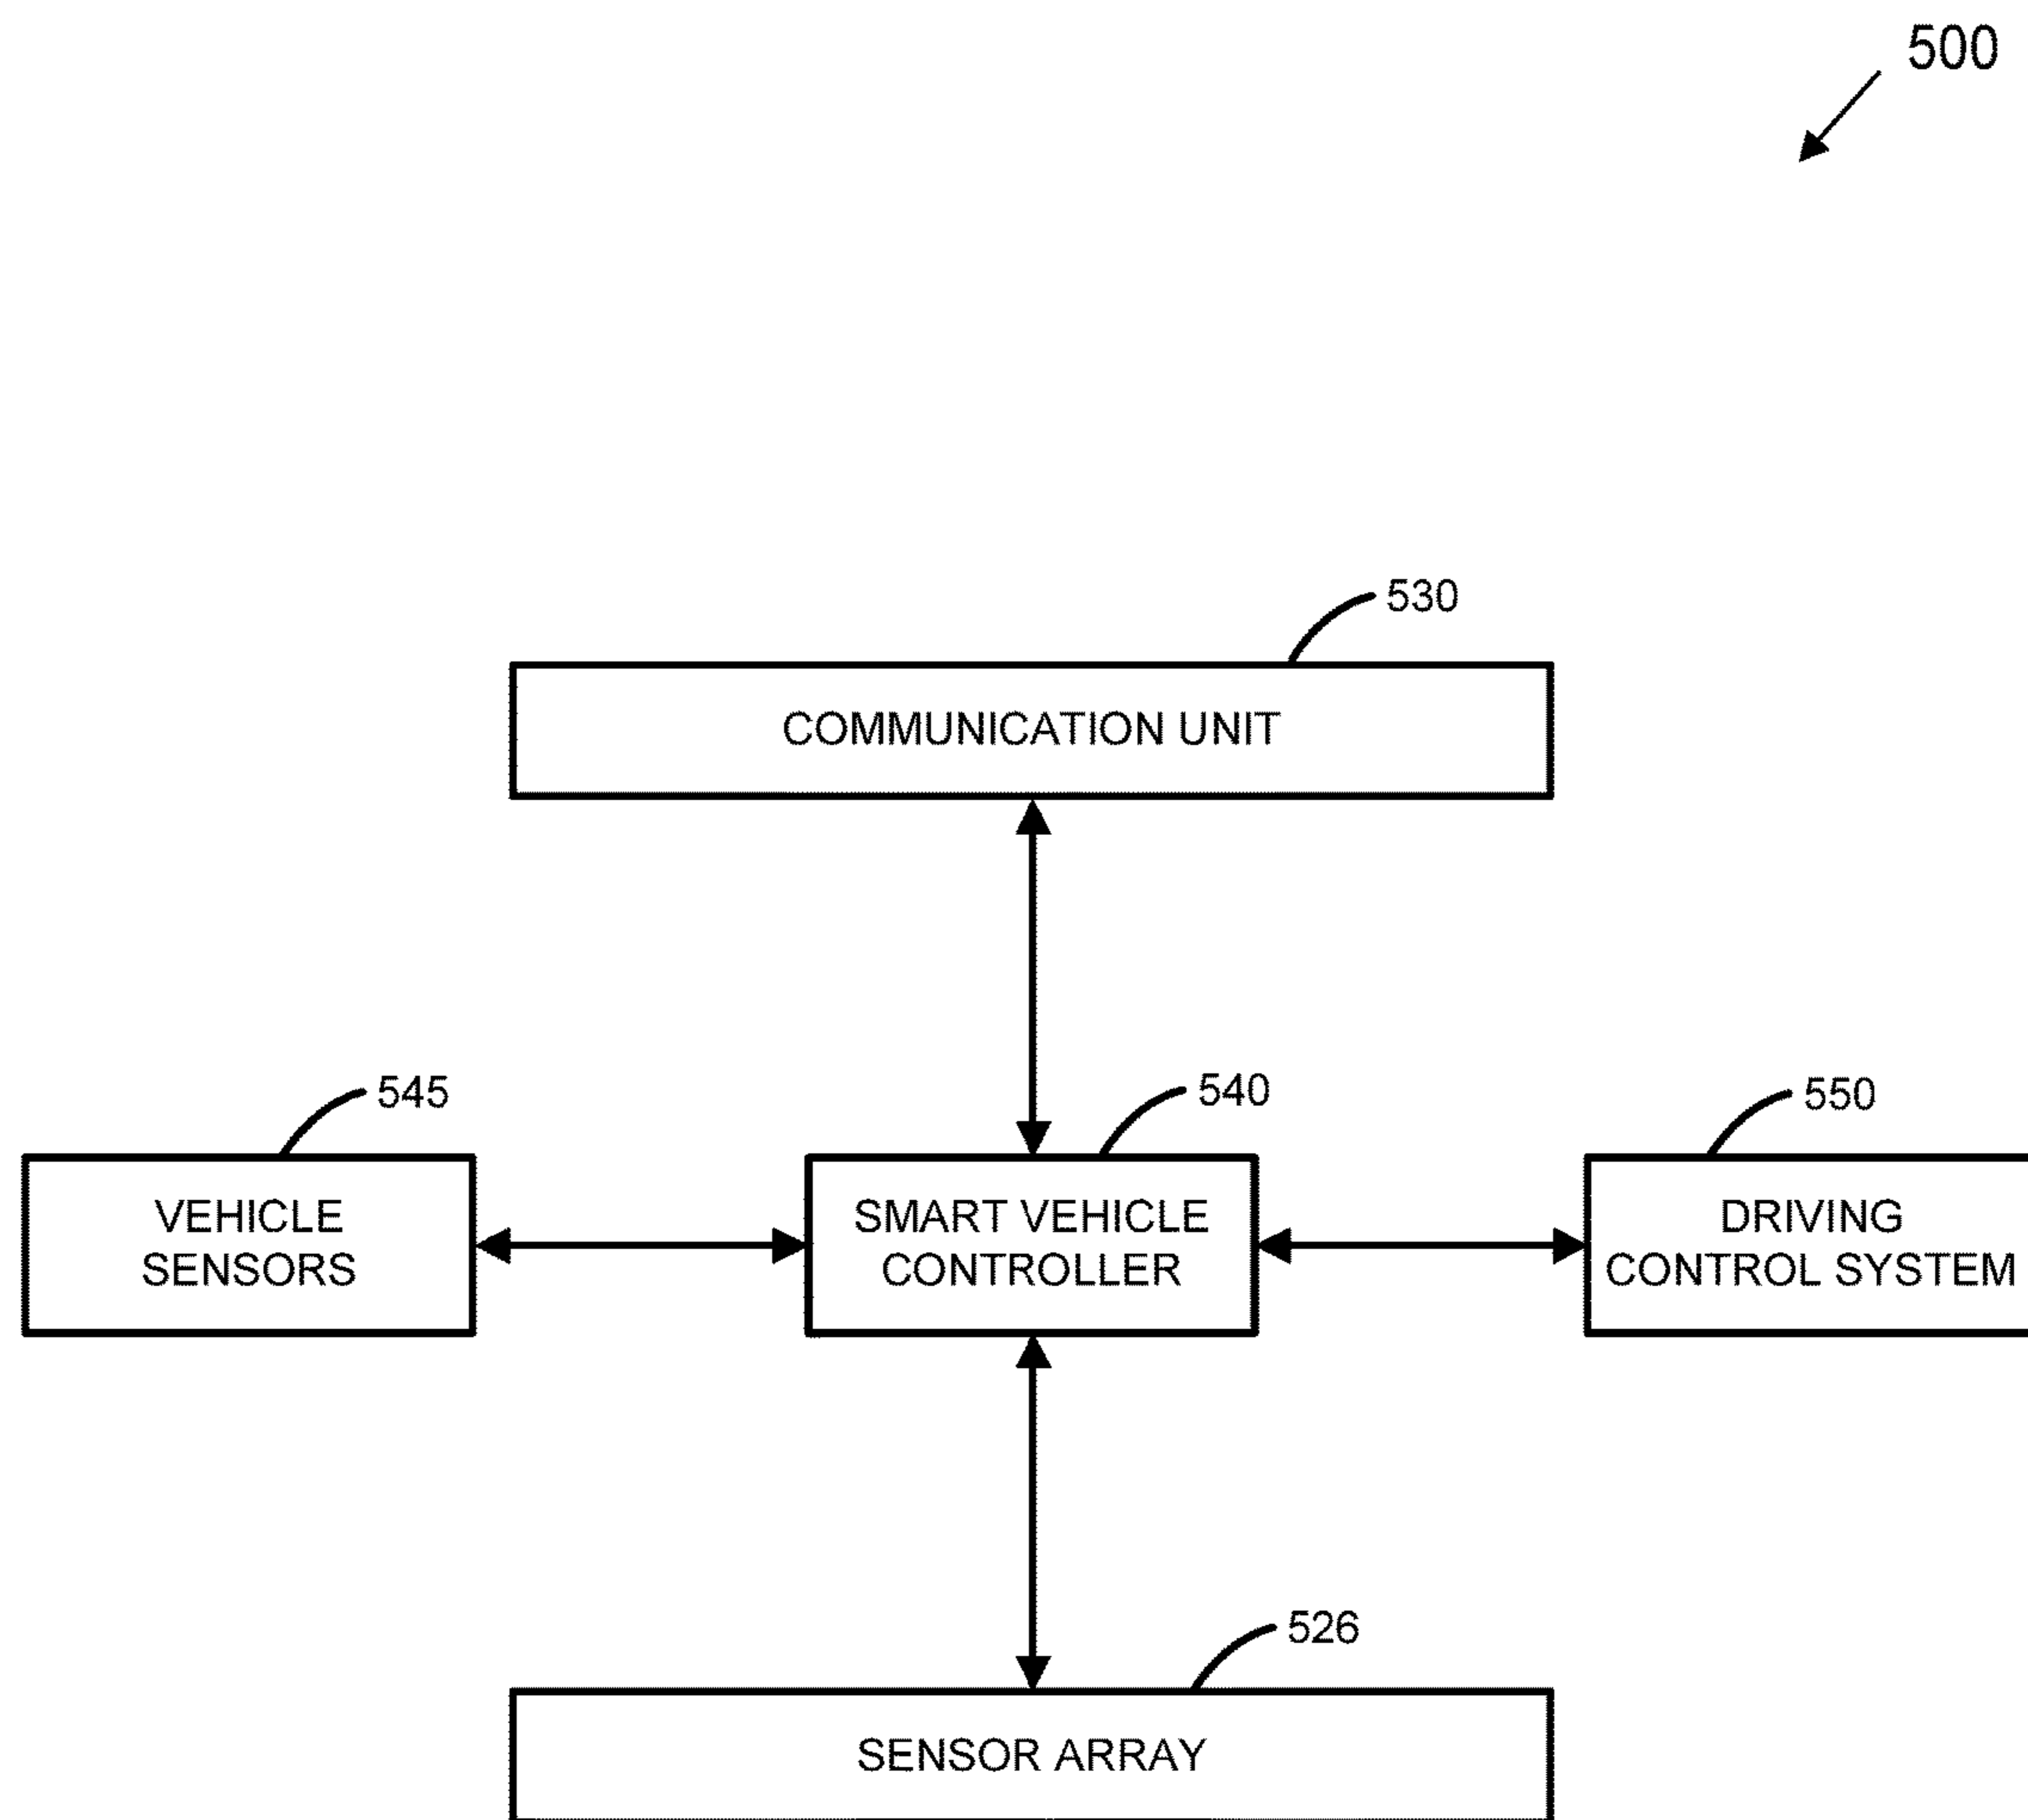 500
530
COMMUNICATION UNIT
545
540
550
VEHICLE
SENSORS
SMART VEHICLE
CONTROLLER
DRIVING
CONTROL SYSTEM
526
SENSOR ARRAY